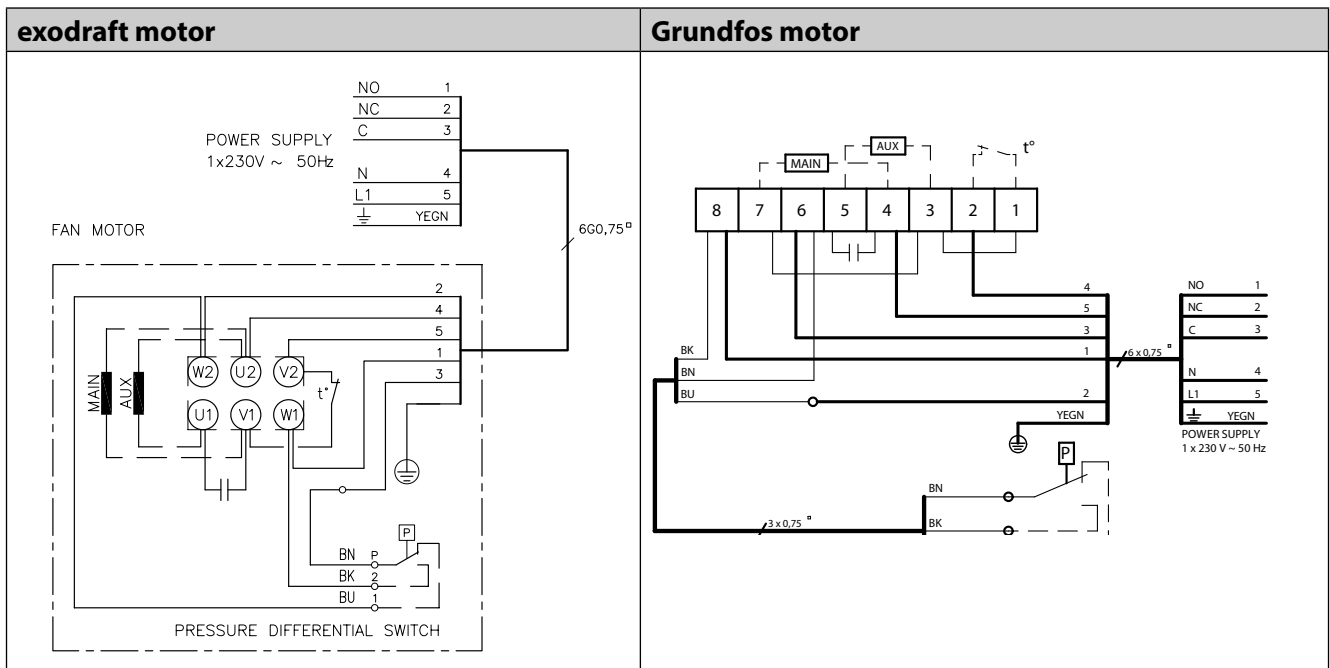 exodraft motor
NO 1
NC 2
C 3
POWER SUPPLY
1x230V ~ 50Hz
N 4
L1 5
YEGN
FAN MOTOR
6G0,75□
2
4
5
1
3
MAIN
AUX
W2 U2 V2
t°
U1 V1 W1
P
BN P
BK 2
BU 1
PRESSURE DIFFERENTIAL SWITCH
Grundfos motor
AUX
MAIN
t°
8 7 6 5 4 3 2 1
4
5
3
1
2
YEGN
6 x 0,75 □
NO 1
NC 2
C 3
N 4
L1 5
YEGN
POWER SUPPLY
1 x 230 V ~ 50 Hz
BK
BN
BU
P
BN
BK
3 x 0,75 □